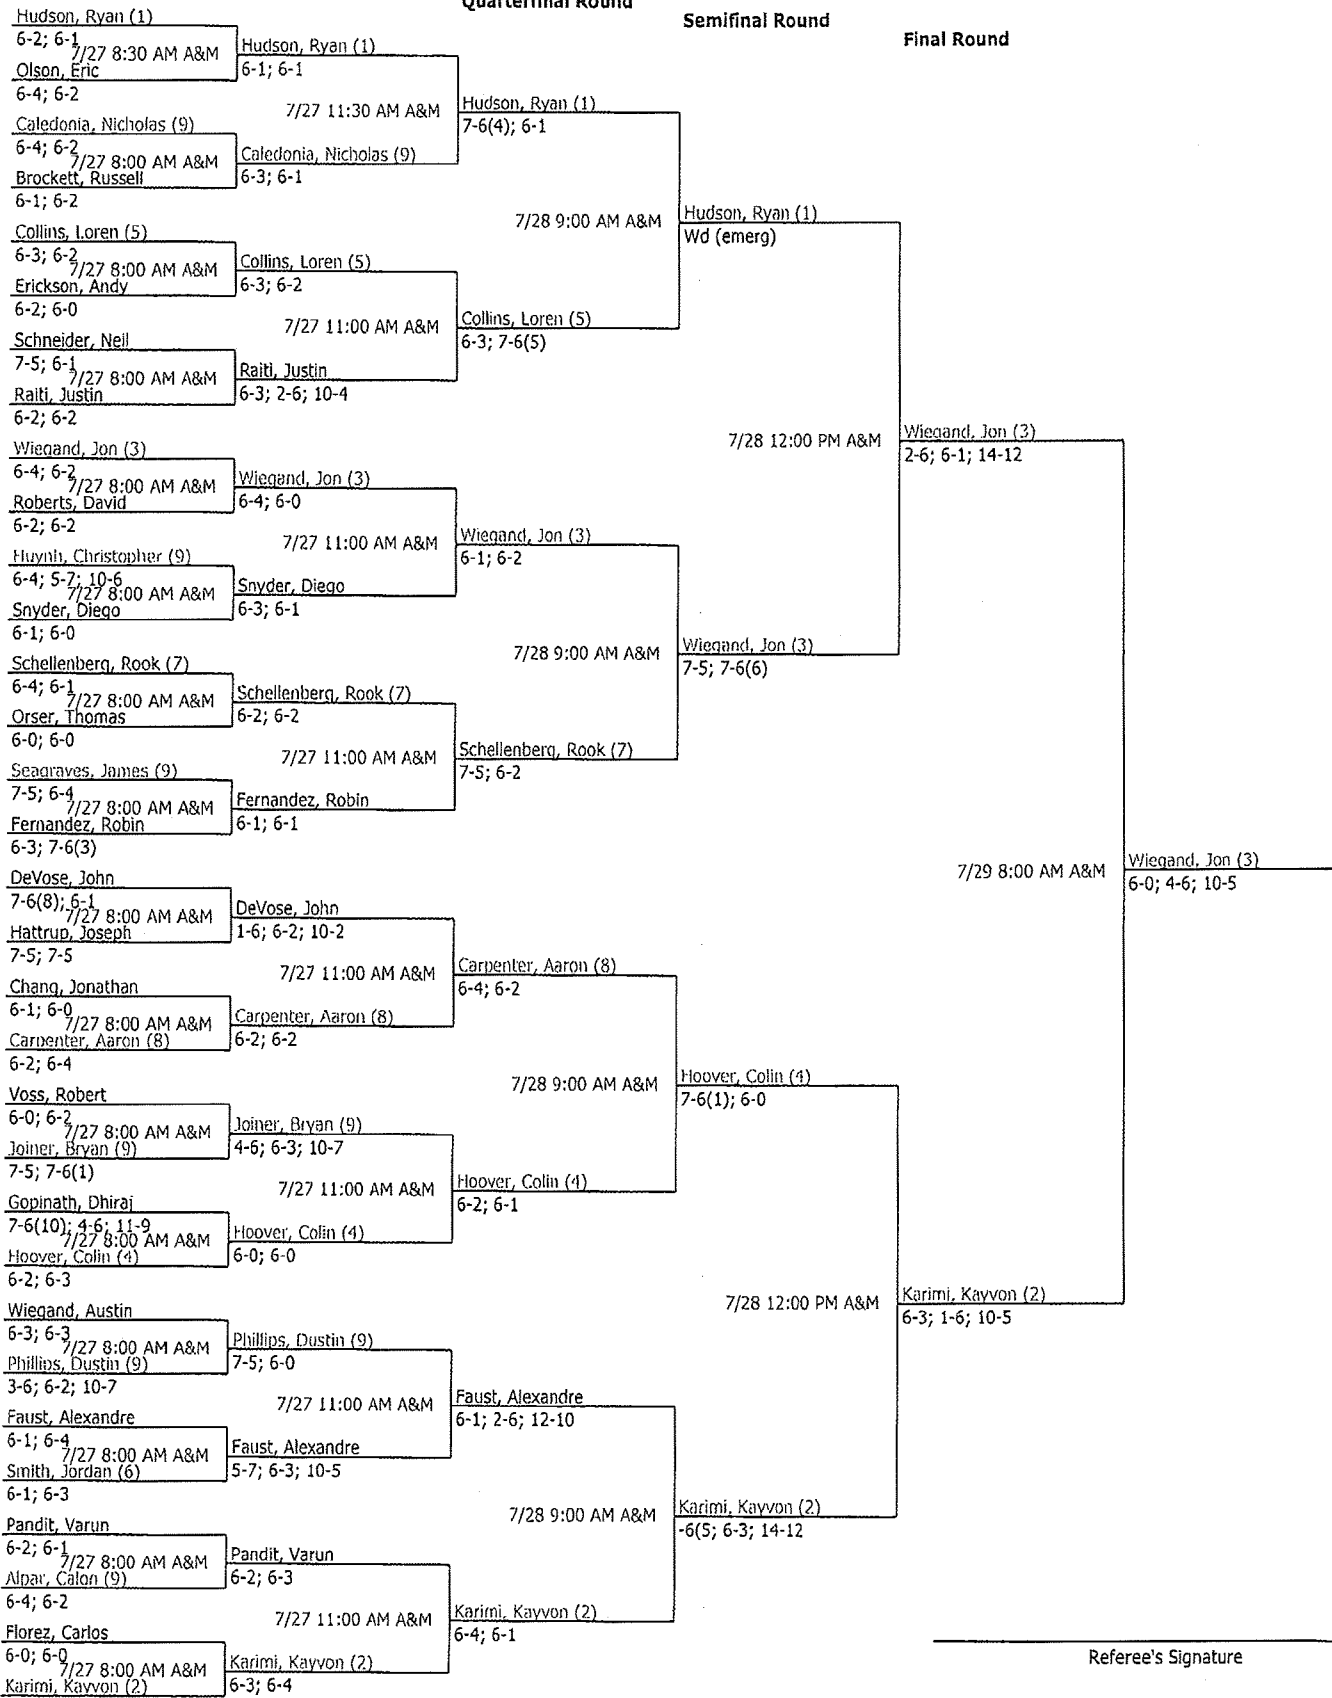 Quarterfinal Round
Semifinal Round
Final Round
Hudson, Ryan (1)
6-2; 6-1
7/27 8:30 AM A&M
Olson, Eric
6-4; 6-2
Caledonia, Nicholas (9)
6-4; 6-2
7/27 8:00 AM A&M
Brockett, Russell
6-1; 6-2
Collins, Loren (5)
6-3; 6-2
7/27 8:00 AM A&M
Erickson, Andy
6-2; 6-0
Schneider, Neil
7-5; 6-1
7/27 8:00 AM A&M
Raiti, Justin
6-2; 6-2
Wiegand, Jon (3)
6-4; 6-2
7/27 8:00 AM A&M
Roberts, David
6-2; 6-2
Huynh, Christopher (9)
6-4; 5-7; 10-6
7/27 8:00 AM A&M
Snyder, Diego
6-1; 6-0
Schellenberg, Rook (7)
6-4; 6-1
7/27 8:00 AM A&M
Orser, Thomas
6-0; 6-0
Seagraves, James (9)
7-5; 6-4
7/27 8:00 AM A&M
Fernandez, Robin
6-3; 7-6(3)
DeVose, John
7-6(8); 6-1
7/27 8:00 AM A&M
Hattrup, Joseph
7-5; 7-5
Chang, Jonathan
6-1; 6-0
7/27 8:00 AM A&M
Carpenter, Aaron (8)
6-2; 6-4
Voss, Robert
6-0; 6-2
7/27 8:00 AM A&M
Joiner, Bryan (9)
7-5; 7-6(1)
Gopinath, Dhiraj
7-6(10); 4-6; 11-9
7/27 8:00 AM A&M
Hoover, Colin (4)
6-2; 6-3
Wiegand, Austin
6-3; 6-3
7/27 8:00 AM A&M
Phillips, Dustin (9)
3-6; 6-2; 10-7
Faust, Alexandre
6-1; 6-4
7/27 8:00 AM A&M
Smith, Jordan (6)
6-1; 6-3
Pandit, Varun
6-2; 6-1
7/27 8:00 AM A&M
Alpar, Calon (9)
6-4; 6-2
Florez, Carlos
6-0; 6-0
7/27 8:00 AM A&M
Karimi, Kayvon (2)
Hudson, Ryan (1)
6-1; 6-1
7/27 11:30 AM A&M
Caledonia, Nicholas (9)
6-3; 6-1
Collins, Loren (5)
6-3; 6-2
7/27 11:00 AM A&M
Raiti, Justin
6-3; 2-6; 10-4
Wiegand, Jon (3)
6-4; 6-0
7/27 11:00 AM A&M
Snyder, Diego
6-3; 6-1
Schellenberg, Rook (7)
6-2; 6-2
7/27 11:00 AM A&M
Fernandez, Robin
6-1; 6-1
DeVose, John
1-6; 6-2; 10-2
7/27 11:00 AM A&M
Carpenter, Aaron (8)
6-2; 6-2
Joiner, Bryan (9)
4-6; 6-3; 10-7
7/27 11:00 AM A&M
Hoover, Colin (4)
6-0; 6-0
Phillips, Dustin (9)
7-5; 6-0
7/27 11:00 AM A&M
Faust, Alexandre
5-7; 6-3; 10-5
Pandit, Varun
6-2; 6-3
7/27 11:00 AM A&M
Karimi, Kayvon (2)
6-3; 6-4
Hudson, Ryan (1)
7-6(4); 6-1
7/28 9:00 AM A&M
Collins, Loren (5)
6-3; 7-6(5)
Wiegand, Jon (3)
6-1; 6-2
7/28 9:00 AM A&M
Schellenberg, Rook (7)
7-5; 6-2
Carpenter, Aaron (8)
6-4; 6-2
7/28 9:00 AM A&M
Hoover, Colin (4)
6-2; 6-1
Faust, Alexandre
6-1; 2-6; 12-10
7/28 9:00 AM A&M
Karimi, Kayvon (2)
6-4; 6-1
Hudson, Ryan (1)
Wd (emerg)
7/28 12:00 PM A&M
Wiegand, Jon (3)
7-5; 7-6(6)
Hoover, Colin (4)
7-6(1); 6-0
7/28 12:00 PM A&M
Karimi, Kayvon (2)
-6(5; 6-3; 14-12
Wiegand, Jon (3)
2-6; 6-1; 14-12
7/29 8:00 AM A&M
Karimi, Kayvon (2)
6-3; 1-6; 10-5
Wiegand, Jon (3)
6-0; 4-6; 10-5
Referee's Signature